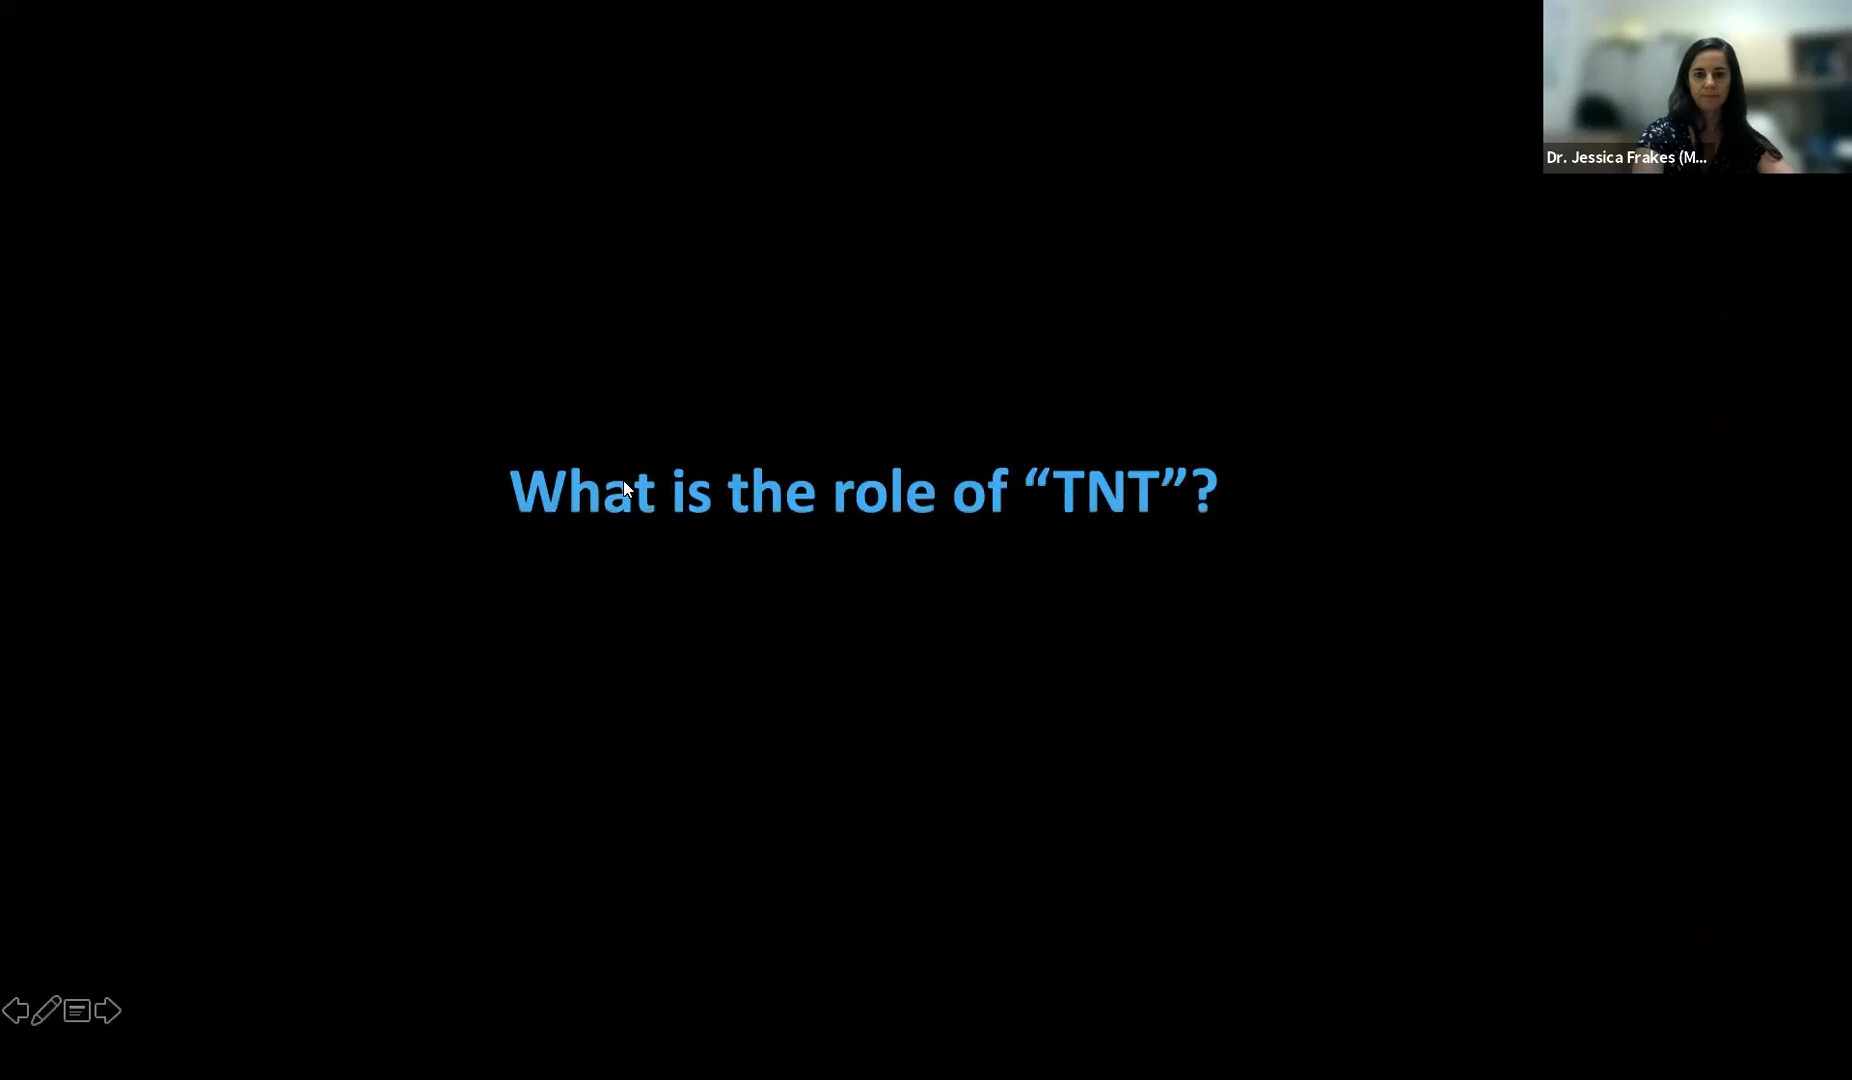 Dr. Jessica Frakes (M...
What is the role of “TNT”?